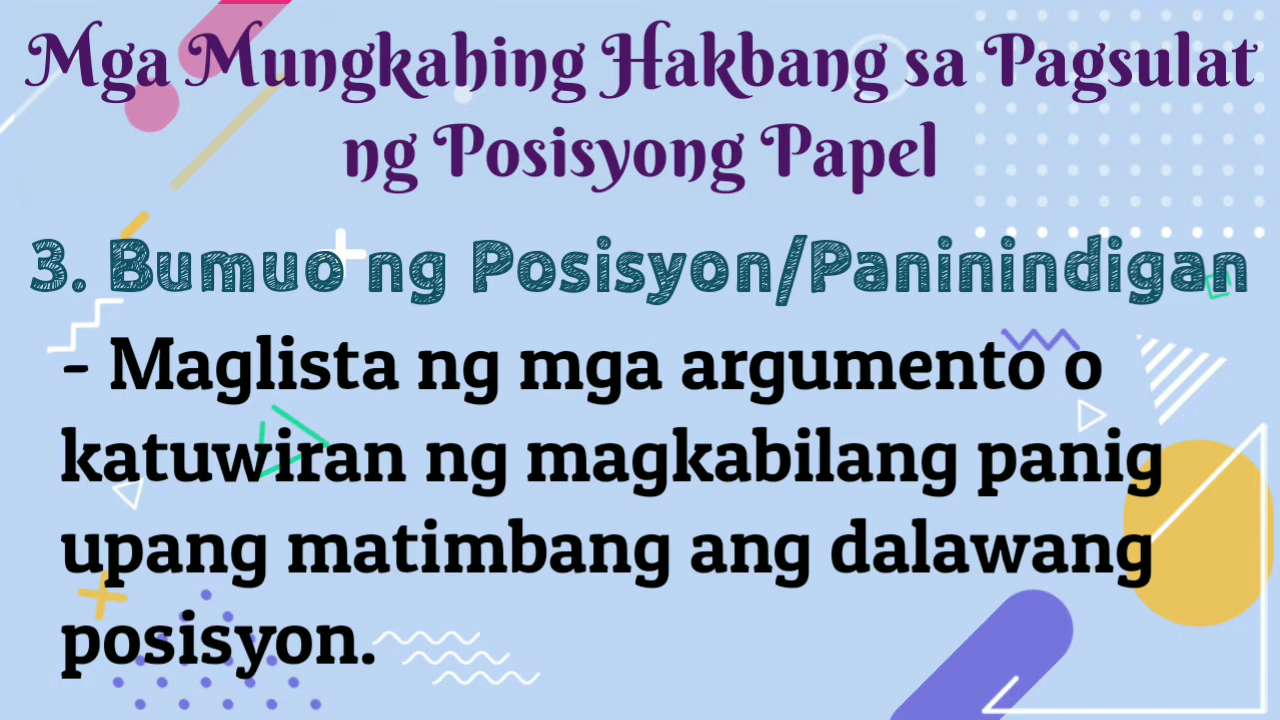 Mga Mungkahing Hakbang sa Pagsulat
ng Posisyong Papel
3. Bumuo ng Posisyon/Paninindigan
- Maglista ng mga argumento o
katuwiran ng magkabilang panig
upang matimbang ang dalawang
posisyon.